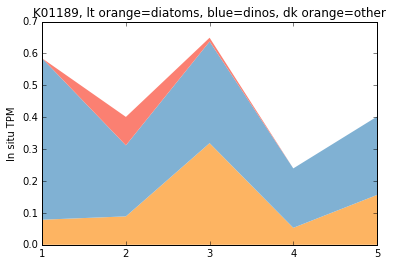 K01189, lt orange=diatoms, blue=dinos, dk orange=other
0.7
0.6
0.5
0.4
0.3
0.2
0.1
0.0
In situ TPM
1 2 3 4 5